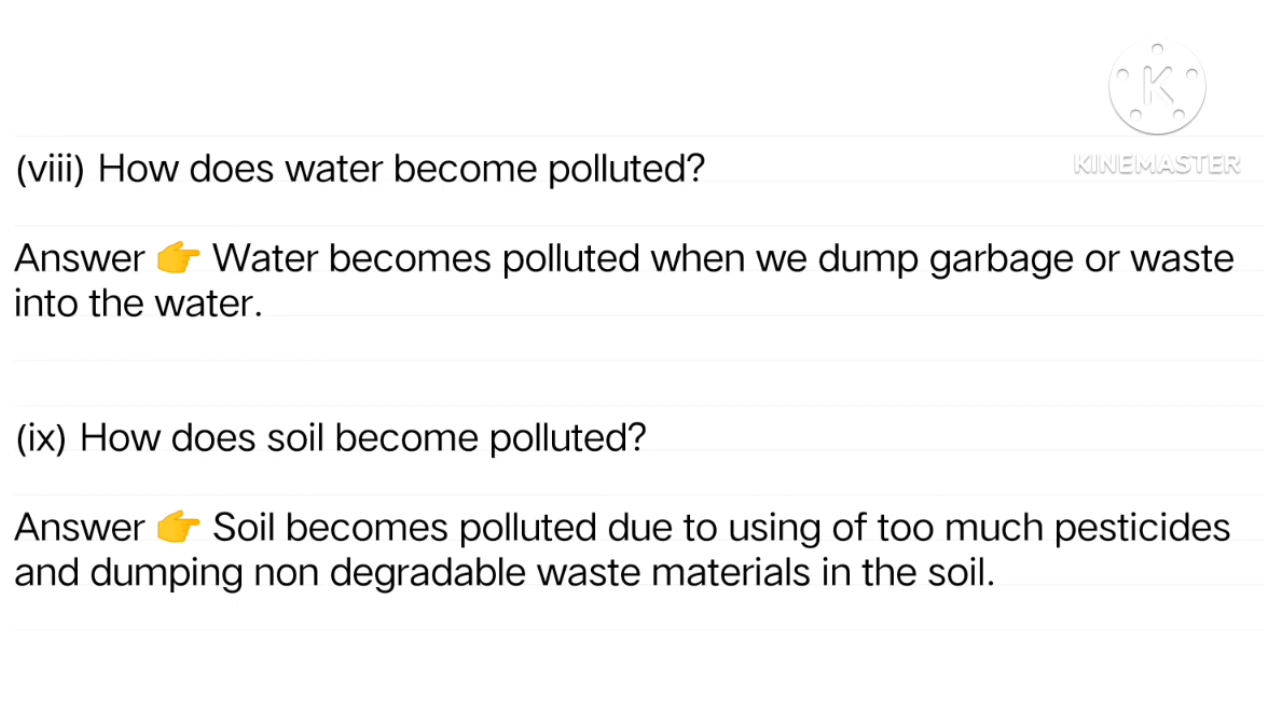 K
KINEMASTER
(viii) How does water become polluted?
Answer 👉 Water becomes polluted when we dump garbage or waste
into the water.
(ix) How does soil become polluted?
Answer 👉 Soil becomes polluted due to using of too much pesticides
and dumping non degradable waste materials in the soil.